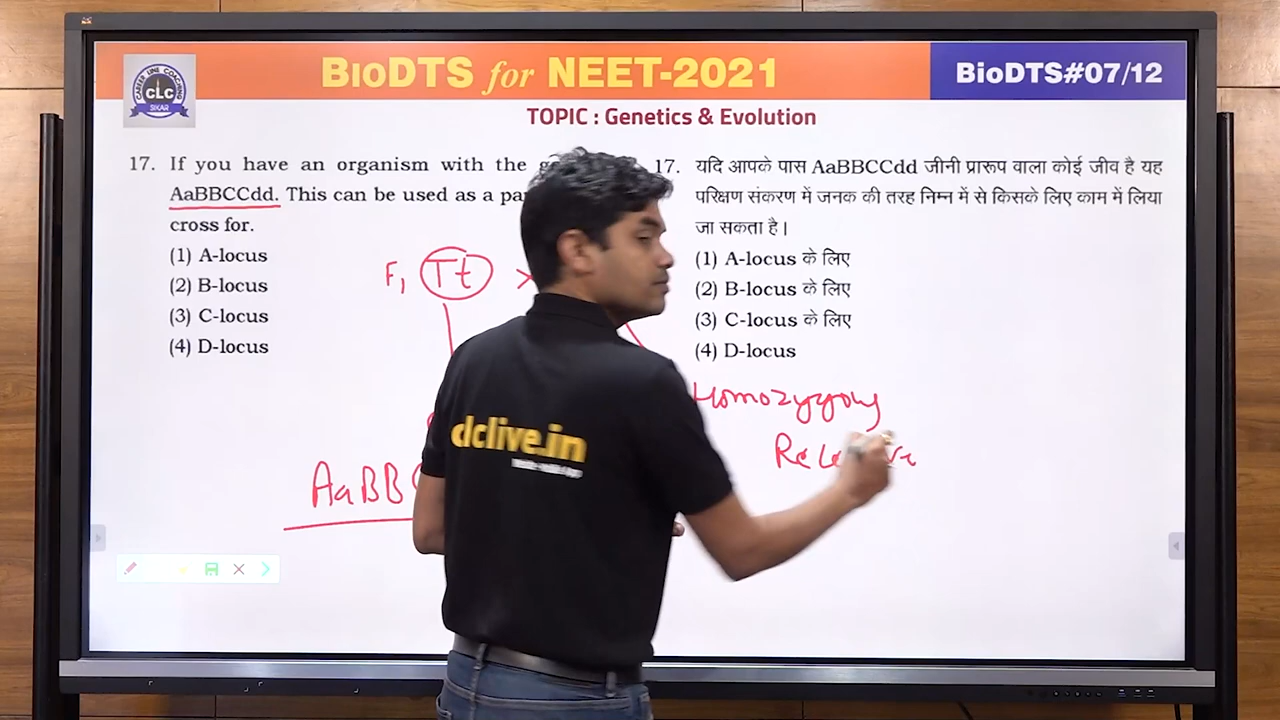 BIODTS for NEET-2021
BioDTS#07/12
CAREER LINE COACHING
CLC
SIKAR
TOPIC : Genetics & Evolution
17. If you have an organism with the
AaBBCCdd. This can be used as a
cross for.
(1) A-locus
(2) B-locus
(3) C-locus
(4) D-locus
17. यदि आपके पास AaBBCCdd जीनी प्रारूप वाला कोई जीव है यह
परिक्षण संकरण में जनक की तरह निम्न में से किसके लिए काम में लिया
जा सकता है।
(1) A-locus के लिए
(2) B-locus के लिए
(3) C-locus के लिए
(4) D-locus
F₁ Tt ×
Homozygous
AaBBC
clclive.in